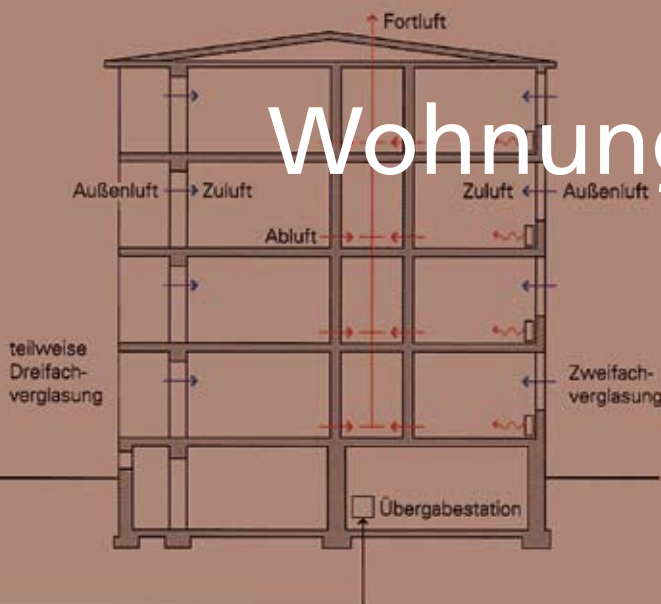 Fortluft
Wohnung
Außenluft Zuluft Zuluft Außenluft
Abluft
teilweise
Dreifach-
verglasung
Zweifach-
verglasung
Übergabestation